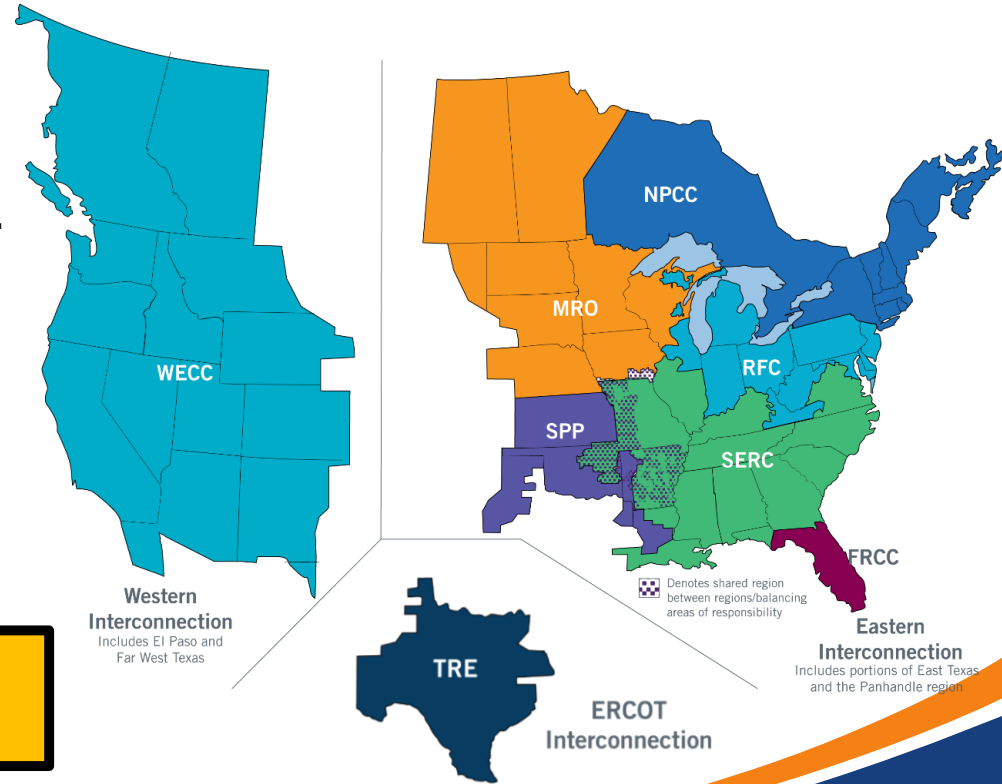 NPCC
MRO
WECC
RFC
SPP
SERC
FRCC
Denotes shared region
between regions/balancing
areas of responsibility
Western
Interconnection
Includes El Paso and
Far West Texas
Eastern
Interconnection
Includes portions of East Texas
and the Panhandle region
TRE
ERCOT
Interconnection